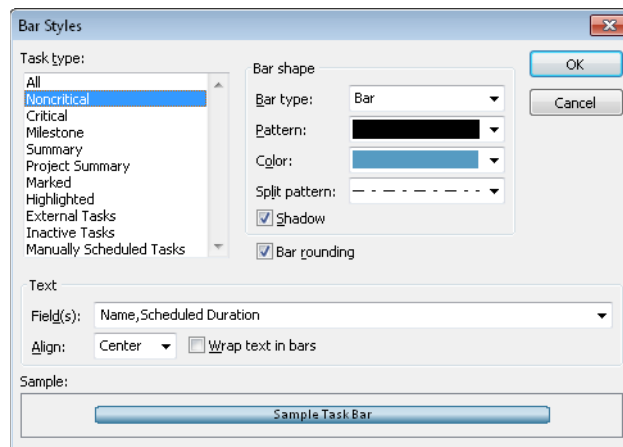 Bar Styles
Task type:
All
Noncritical
Critical
Milestone
Summary
Project Summary
Marked
Highlighted
External Tasks
Inactive Tasks
Manually Scheduled Tasks
Bar shape
Bar type: Bar
Pattern:
Color:
Split pattern:
Shadow
Bar rounding
OK
Cancel
Text
Field(s): Name,Scheduled Duration
Align: Center Wrap text in bars
Sample:
Sample Task Bar